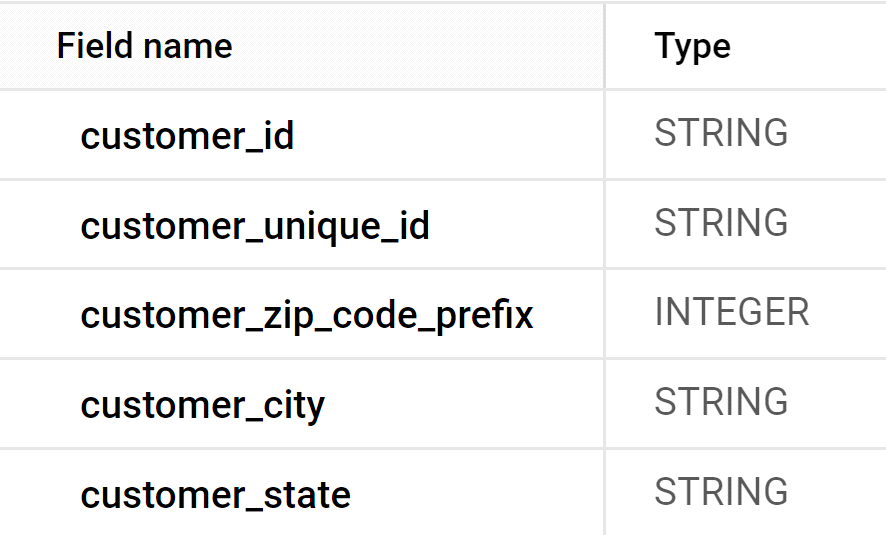 Field name Type
customer_id STRING
customer_unique_id STRING
customer_zip_code_prefix INTEGER
customer_city STRING
customer_state STRING